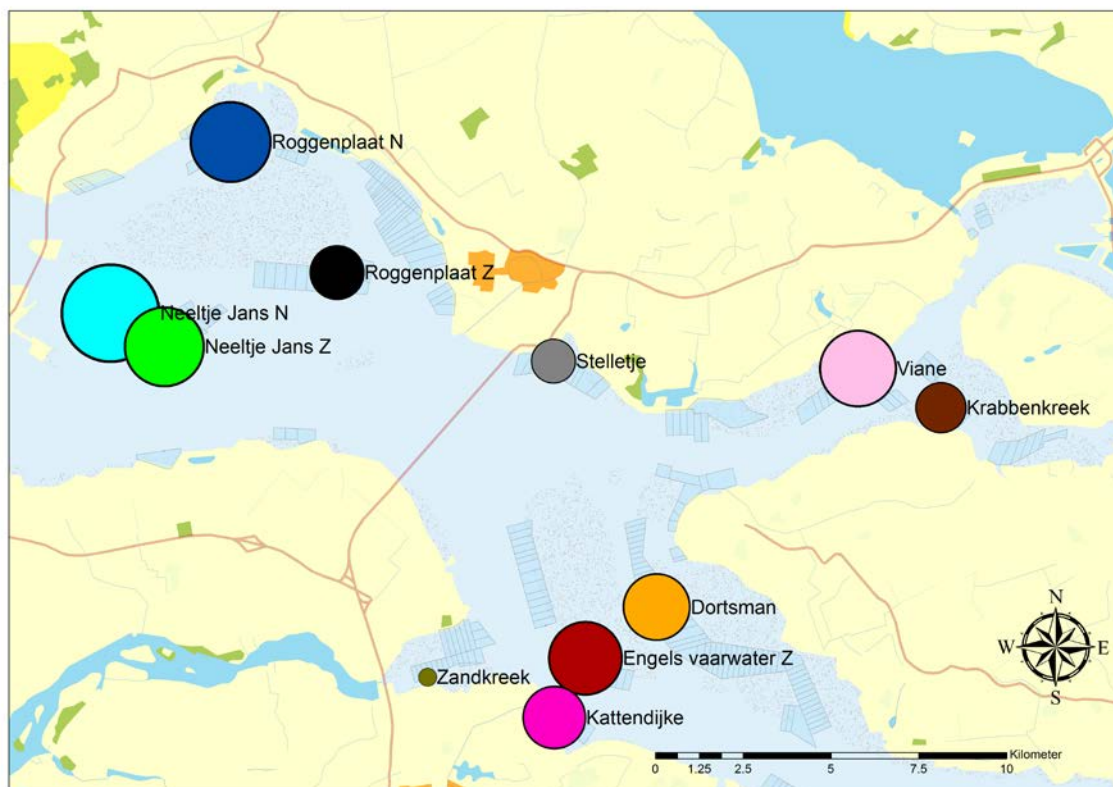 Roggenplaat N
Roggenplaat Z
Neeltje Jans N
Neeltje Jans Z
Stelletje
Viane
Krabbenkreek
Dortsman
Engels vaarwater Z
Zandkreek
Kattendijke
N
W
E
S
Kilometer
0 1.25 2.5 5 7.5 10